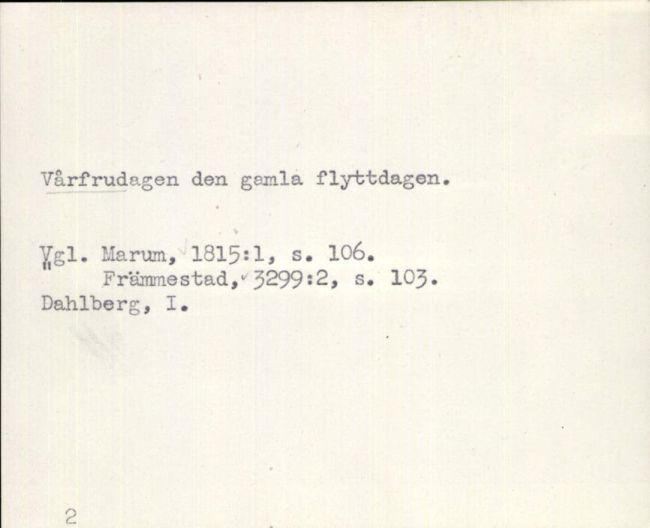 Vårfrudagen den gamla flyttdagen.
Vgl. Marum, 1815:1, s. 106.
" Främmestad, 3299:2, s. 103.
Dahlberg, I.
2